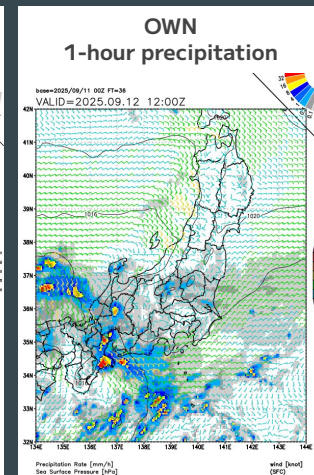 OWN
1-hour precipitation
base=2025/09/11 00Z FT=36
VALID=2025.09.12 12:00Z
42N
41N
40N
39N
38N
37N
36N
35N
34N
33N
32N
1016
1020
134E 135E 136E 137E 138E 139E 140E 141E 142E 143E 144E
Precipitation Rate [mm/h]
Sea Surface Pressure [hPa]
wind [knot]
(SFC)